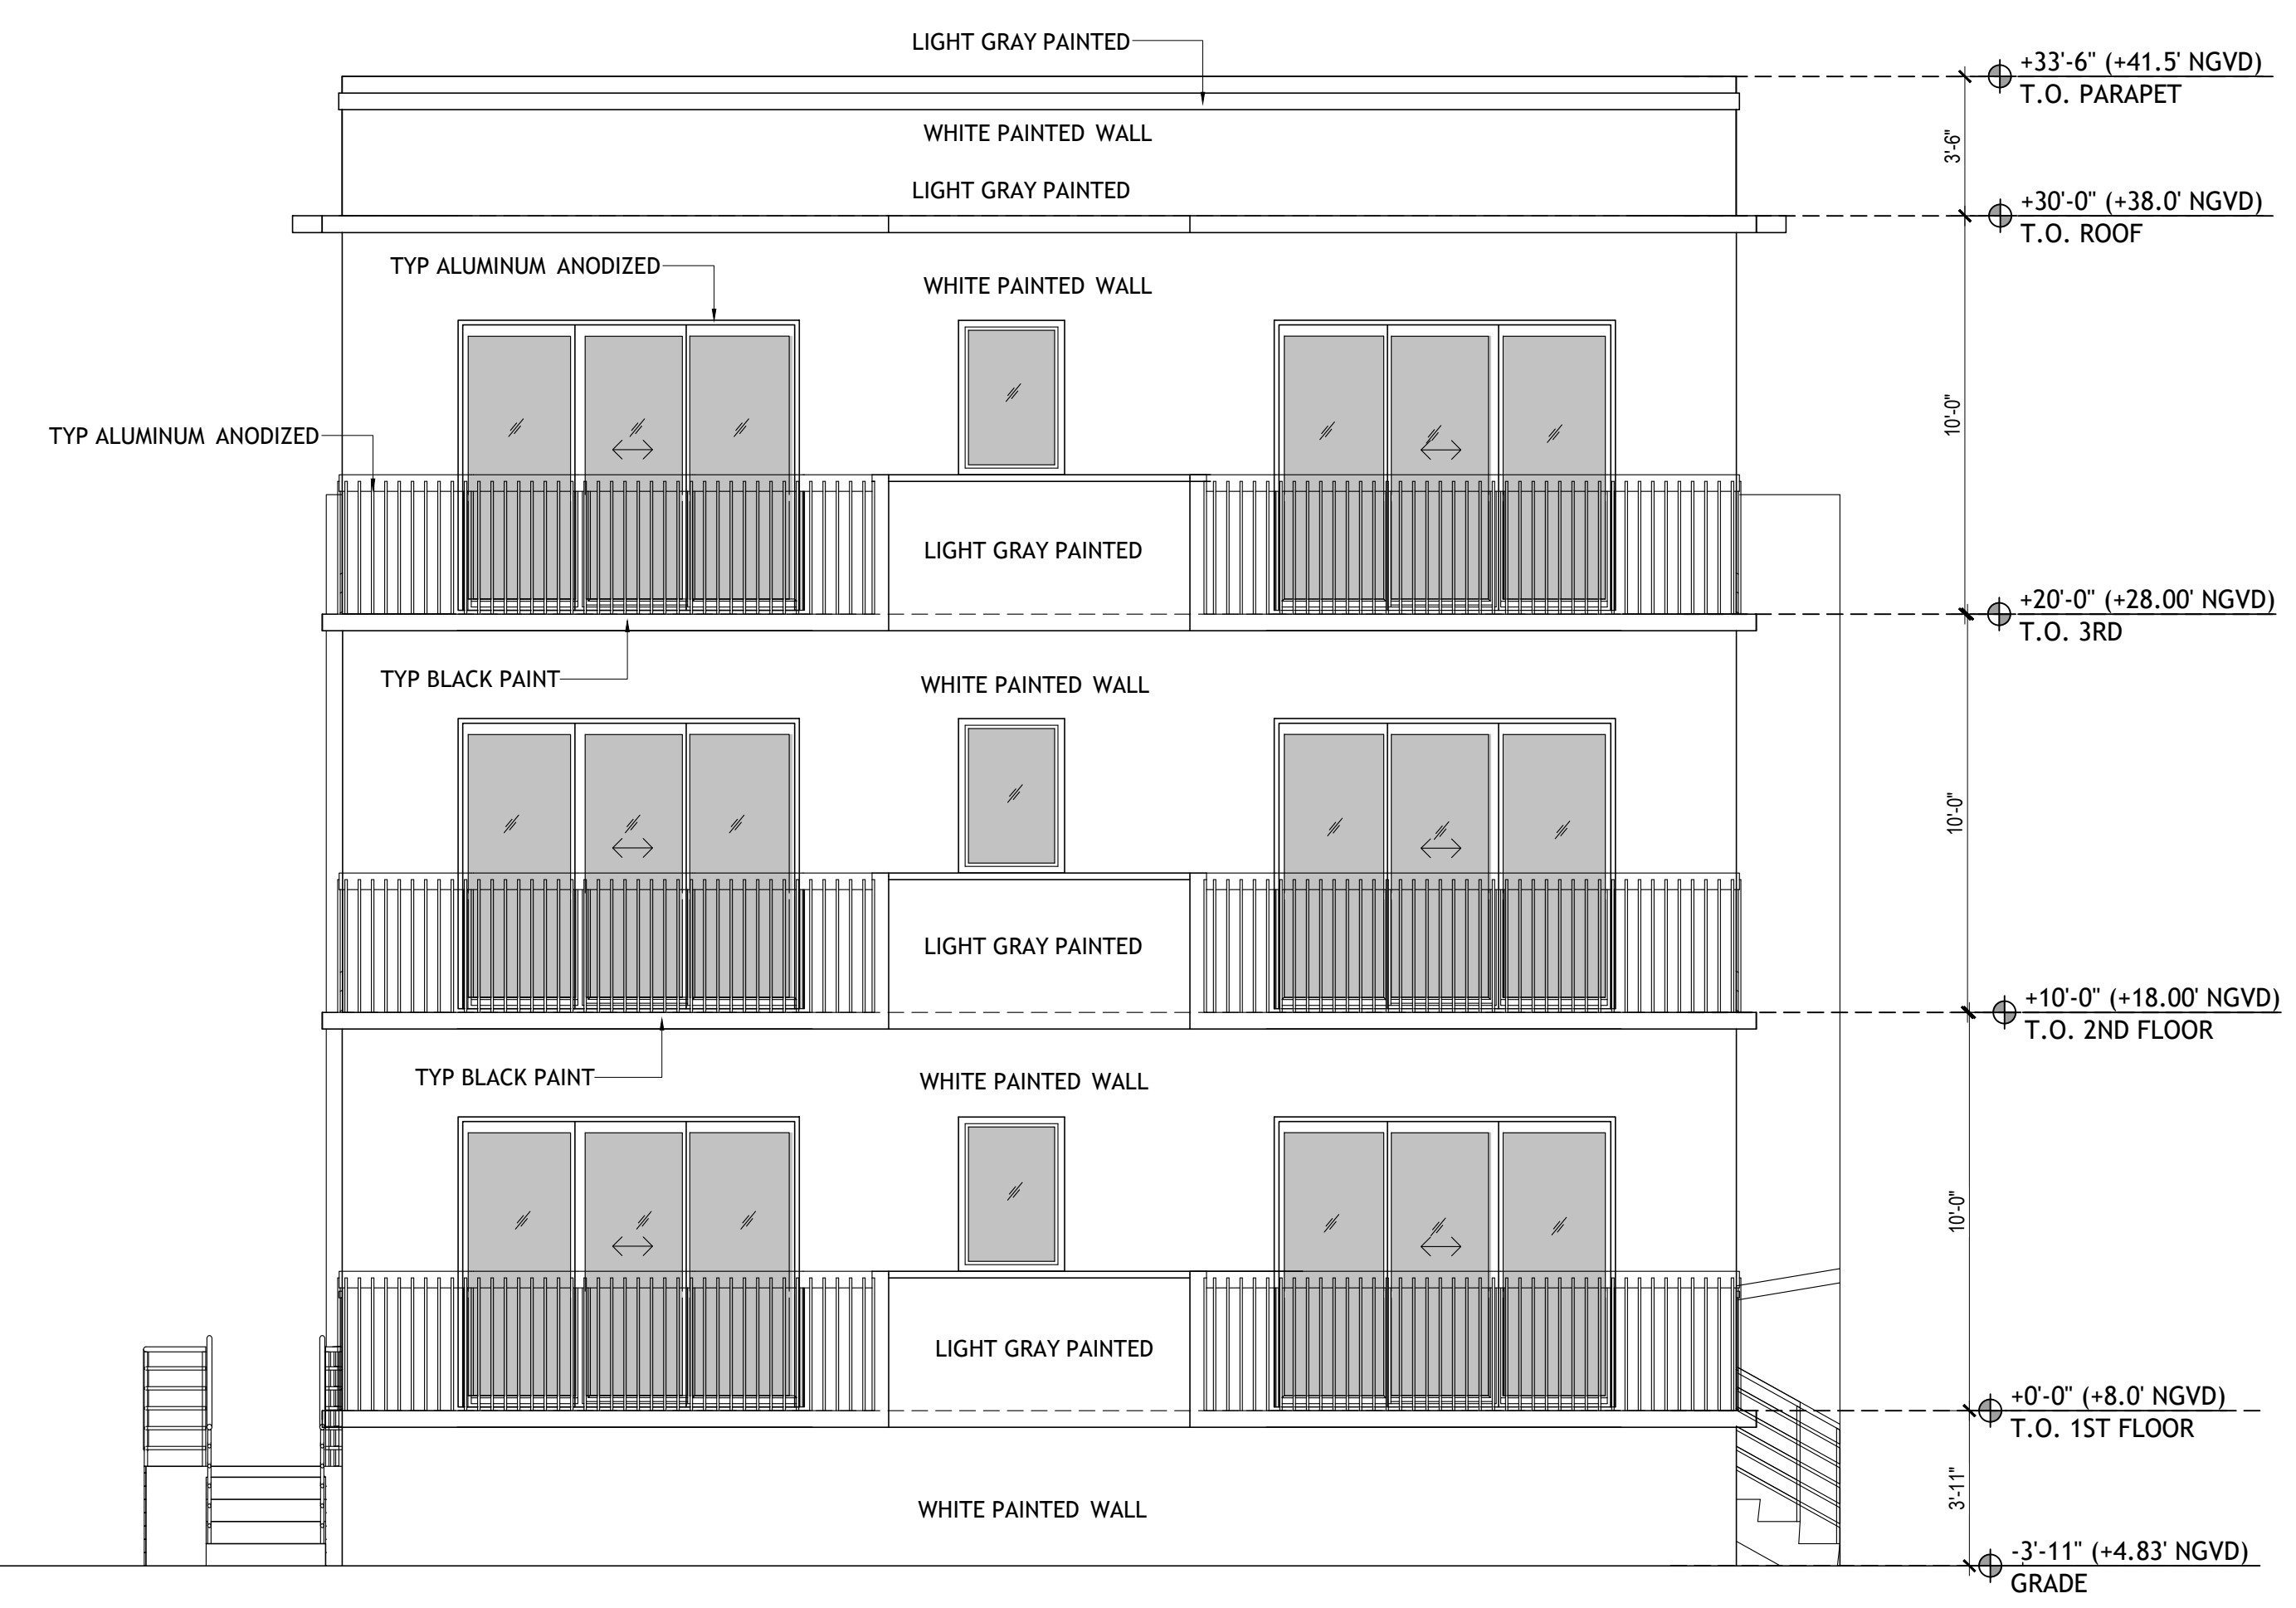 LIGHT GRAY PAINTED
+33'-6" (+41.5' NGVD)
T.O. PARAPET
WHITE PAINTED WALL
3'-6"
LIGHT GRAY PAINTED
+30'-0" (+38.0' NGVD)
T.O. ROOF
TYP ALUMINUM ANODIZED
WHITE PAINTED WALL
TYP ALUMINUM ANODIZED
10'-0"
LIGHT GRAY PAINTED
+20'-0" (+28.00' NGVD)
T.O. 3RD
TYP BLACK PAINT
WHITE PAINTED WALL
10'-0"
LIGHT GRAY PAINTED
+10'-0" (+18.00' NGVD)
T.O. 2ND FLOOR
TYP BLACK PAINT
WHITE PAINTED WALL
10'-0"
LIGHT GRAY PAINTED
+0'-0" (+8.0' NGVD)
T.O. 1ST FLOOR
3'-11"
WHITE PAINTED WALL
-3'-11" (+4.83' NGVD)
GRADE